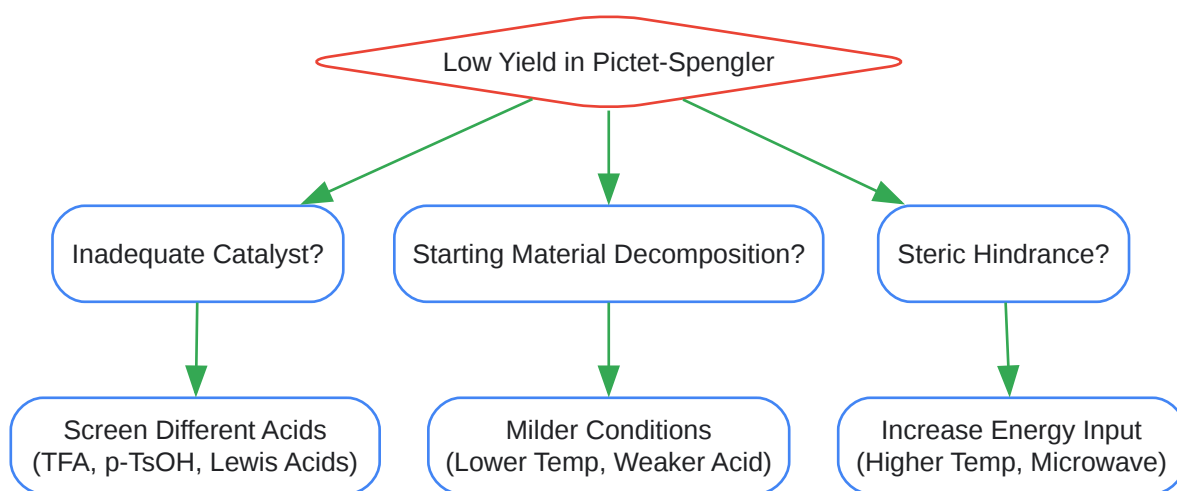 Low Yield in Pictet-Spengler
Inadequate Catalyst?
Starting Material Decomposition?
Steric Hindrance?
Screen Different Acids
(TFA, p-TsOH, Lewis Acids)
Milder Conditions
(Lower Temp, Weaker Acid)
Increase Energy Input
(Higher Temp, Microwave)